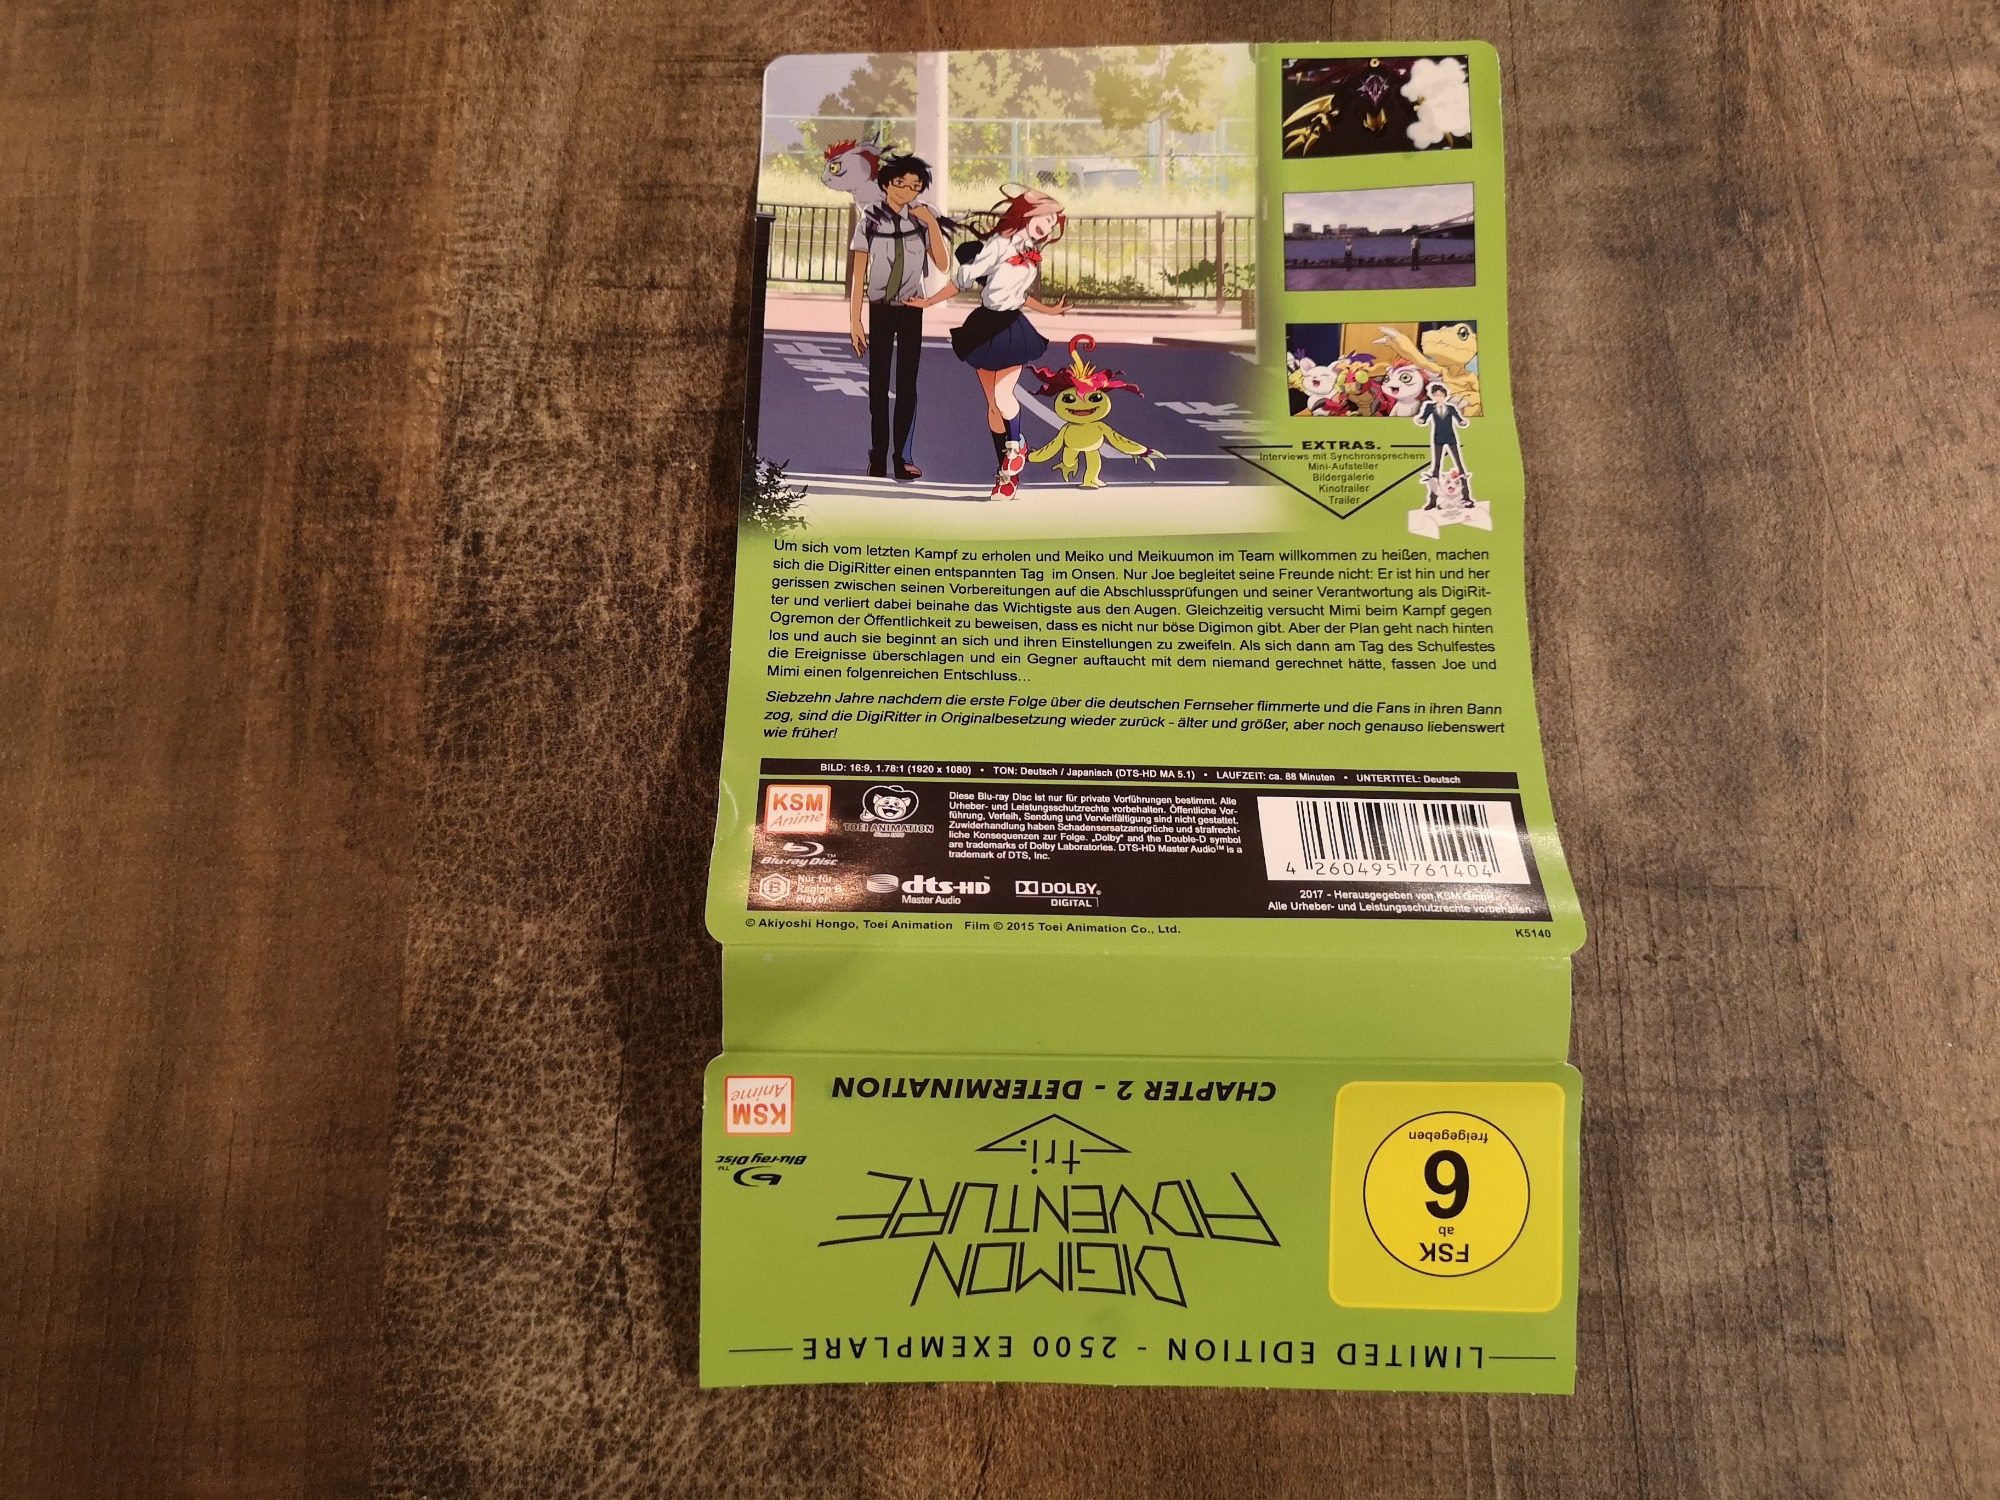 EXTRAS.
Interviews mit Synchronsprechern
Mini-Aufsteller
Bildergalerie
Kinotrailer
Trailer
Um sich vom letzten Kampf zu erholen und Meiko und Meikuumon im Team willkommen zu heißen, machen
sich die DigiRitter einen entspannten Tag im Onsen. Nur Joe begleitet seine Freunde nicht: Er ist hin und her
gerissen zwischen seinen Vorbereitungen auf die Abschlussprüfungen und seiner Verantwortung als DigiRit-
ter und verliert dabei beinahe das Wichtigste aus den Augen. Gleichzeitig versucht Mimi beim Kampf gegen
Ogremon der Öffentlichkeit zu beweisen, dass es nicht nur böse Digimon gibt. Aber der Plan geht nach hinten
los und auch sie beginnt an sich und ihren Einstellungen zu zweifeln. Als sich dann am Tag des Schulfestes
die Ereignisse überschlagen und ein Gegner auftaucht mit dem niemand gerechnet hätte, fassen Joe und
Mimi einen folgenreichen Entschluss...
Siebzehn Jahre nachdem die erste Folge über die deutschen Fernseher flimmerte und die Fans in ihren Bann
zog, sind die DigiRitter in Originalbesetzung wieder zurück - älter und größer, aber noch genauso liebenswert
wie früher!
BILD: 16:9, 1.78:1 (1920 x 1080) • TON: Deutsch / Japanisch (DTS-HD MA 5.1) • LAUFZEIT: ca. 88 Minuten • UNTERTITEL: Deutsch
KSM
Anime
TOEI ANIMATION
Since 1956
Blu-ray Disc™
Diese Blu-ray Disc ist nur für private Vorführungen bestimmt. Alle
Urheber- und Leistungsschutzrechte vorbehalten. Öffentliche Vor-
führung, Verleih, Sendung und Vervielfältigung sind nicht gestattet.
Zuwiderhandlung haben Schadensersatzansprüche und strafrecht-
liche Konsequenzen zur Folge. „Dolby“ and the Double-D symbol
are trademarks of Dolby Laboratories. DTS-HD Master Audio™ is a
trademark of DTS, Inc.
B
Nur für
Region B
Player.
dts-HD™
Master Audio
DOLBY®
DIGITAL
4 260495 761404
2017 - Herausgegeben von KSM GmbH
Alle Urheber- und Leistungsschutzrechte vorbehalten.
© Akiyoshi Hongo, Toei Animation Film © 2015 Toei Animation Co., Ltd.
K5140
LIMITED EDITION - 2500 EXEMPLARE
DIGIMON
ADVENTURE
tri.
CHAPTER 2 - DETERMINATION
FSK
ab
6
freigegeben
Blu-ray Disc™
KSM
Anime